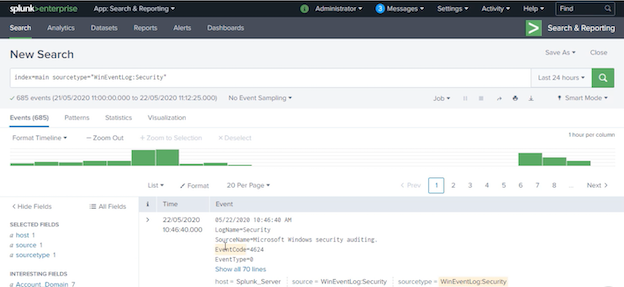 splunk>enterprise App: Search & Reporting ▾ i Administrator ▾ 3 Messages ▾ Settings ▾ Activity ▾ Help ▾ Find
Search Analytics Datasets Reports Alerts Dashboards > Search & Reporting
New Search Save As ▾ Close
index=main sourcetype="WinEventLog:Security" Last 24 hours ▾
✓ 685 events (21/05/2020 11:00:00.000 to 22/05/2020 11:12:25.000) No Event Sampling ▾ Job ▾ Smart Mode ▾
Events (685) Patterns Statistics Visualization
Format Timeline ▾ — Zoom Out + Zoom to Selection × Deselect 1 hour per column
List ▾ Format 20 Per Page ▾ < Prev 1 2 3 4 5 6 7 8 ... Next >
< Hide Fields All Fields i Time Event
SELECTED FIELDS
a host 1
a source 1
a sourcetype 1
INTERESTING FIELDS
a Account_Domain 7
> 22/05/2020 10:46:40.000
05/22/2020 10:46:40 AM
LogName=Security
SourceName=Microsoft Windows security auditing.
EventCode=4624
EventType=0
Show all 70 lines
host = Splunk_Server source = WinEventLog:Security sourcetype = WinEventLog:Security